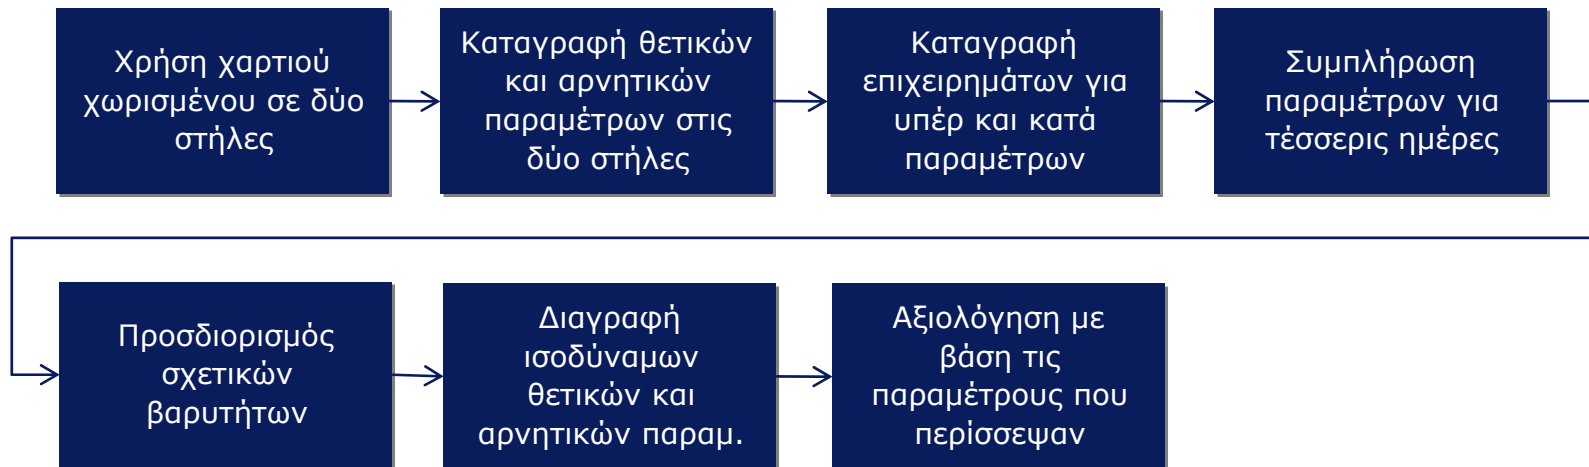 Χρήση χαρτιού
χωρισμένου σε δύο
στήλες
Καταγραφή θετικών
και αρνητικών
παραμέτρων στις
δύο στήλες
Καταγραφή
επιχειρημάτων για
υπέρ και κατά
παραμέτρων
Συμπλήρωση
παραμέτρων για
τέσσερις ημέρες
Προσδιορισμός
σχετικών
βαρυτήτων
Διαγραφή
ισοδύναμων
θετικών και
αρνητικών παραμ.
Αξιολόγηση με
βάση τις
παραμέτρους που
περίσσεψαν